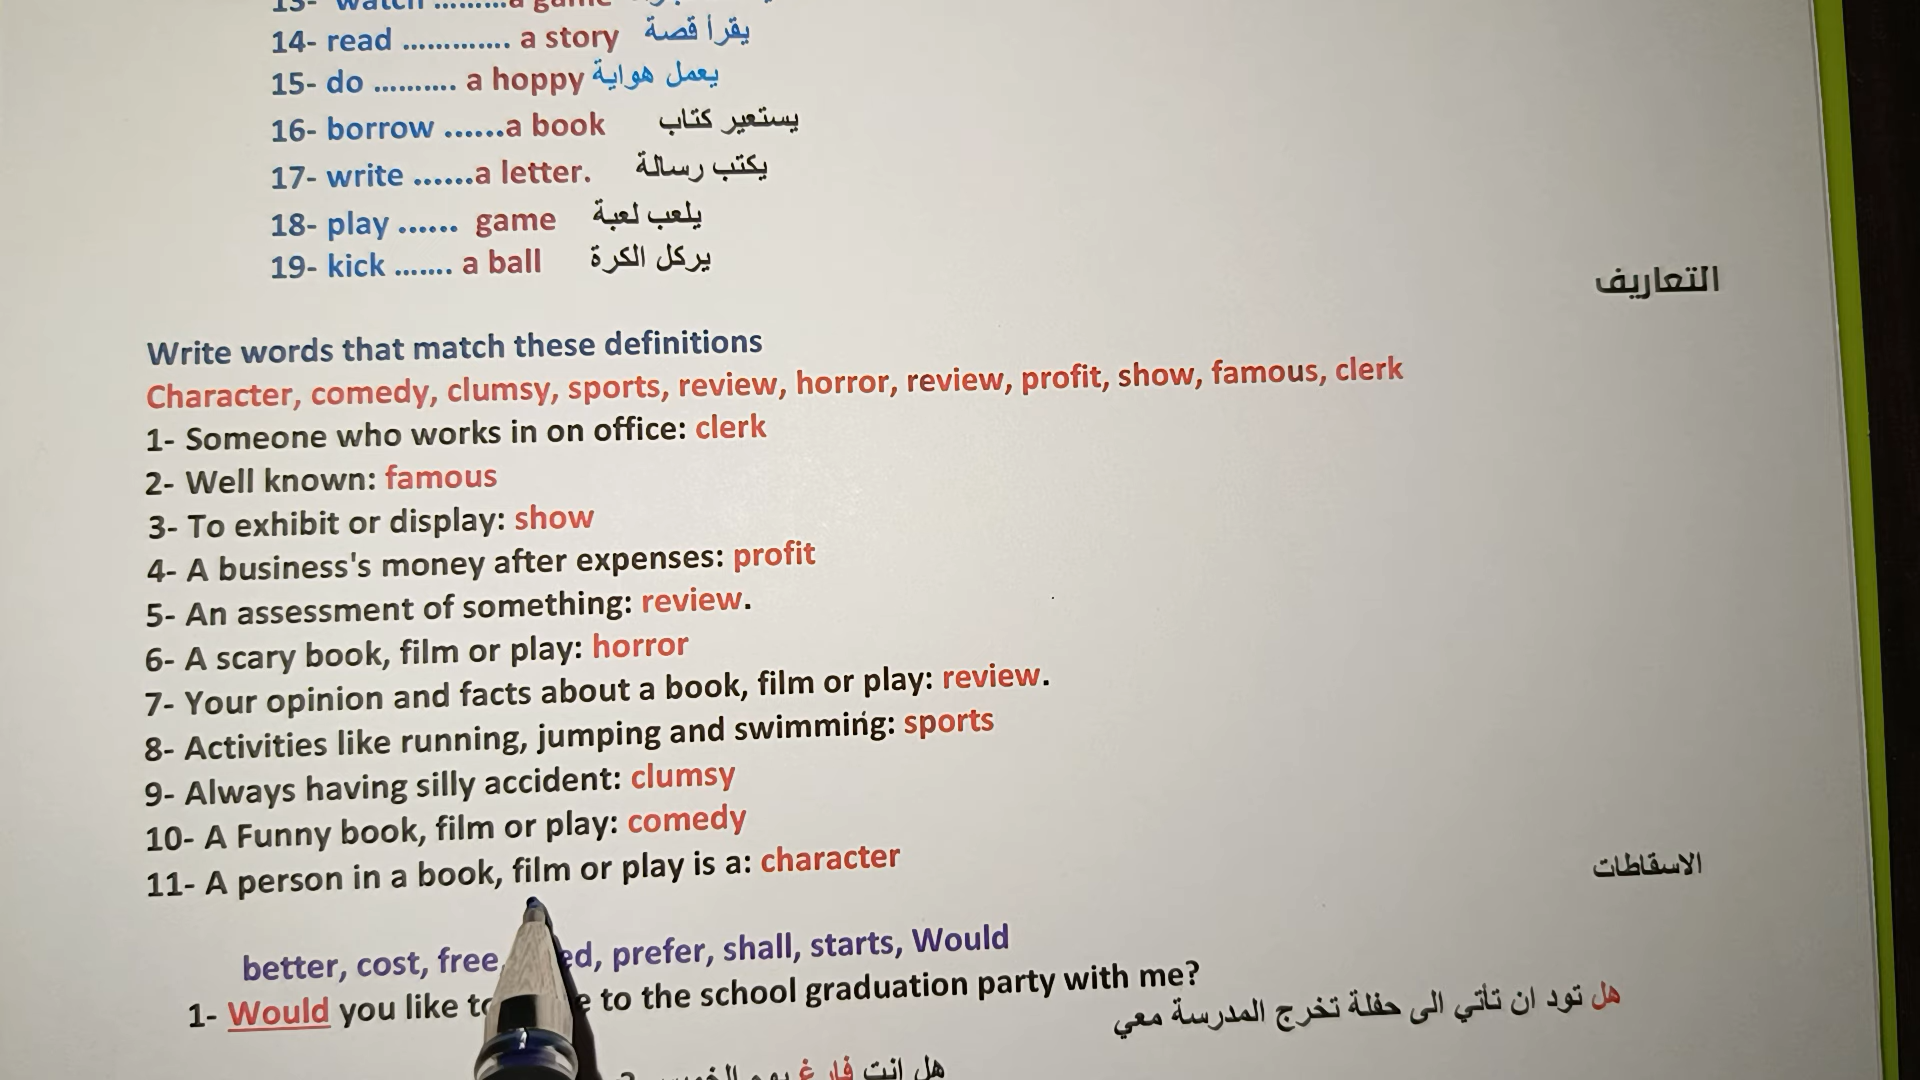 13- watch .........a game
14- read ............. a story يقرأ قصة
15- do .......... a hoppy يعمل هواية
16- borrow ......a book يستعير كتاب
17- write ......a letter. يكتب رسالة
18- play ...... game يلعب لعبة
19- kick ....... a ball يركل الكرة
التعاريف
Write words that match these definitions
Character, comedy, clumsy, sports, review, horror, review, profit, show, famous, clerk
1- Someone who works in on office: clerk
2- Well known: famous
3- To exhibit or display: show
4- A business's money after expenses: profit
5- An assessment of something: review.
6- A scary book, film or play: horror
7- Your opinion and facts about a book, film or play: review.
8- Activities like running, jumping and swimming: sports
9- Always having silly accident: clumsy
10- A Funny book, film or play: comedy
11- A person in a book, film or play is a: character
الاسقاطات
better, cost, free, prefer, shall, starts, Would
1- Would you like to the school graduation party with me?
هل تود ان تأتي الى حفلة تخرج المدرسة معي
هل انت فارغ يوم